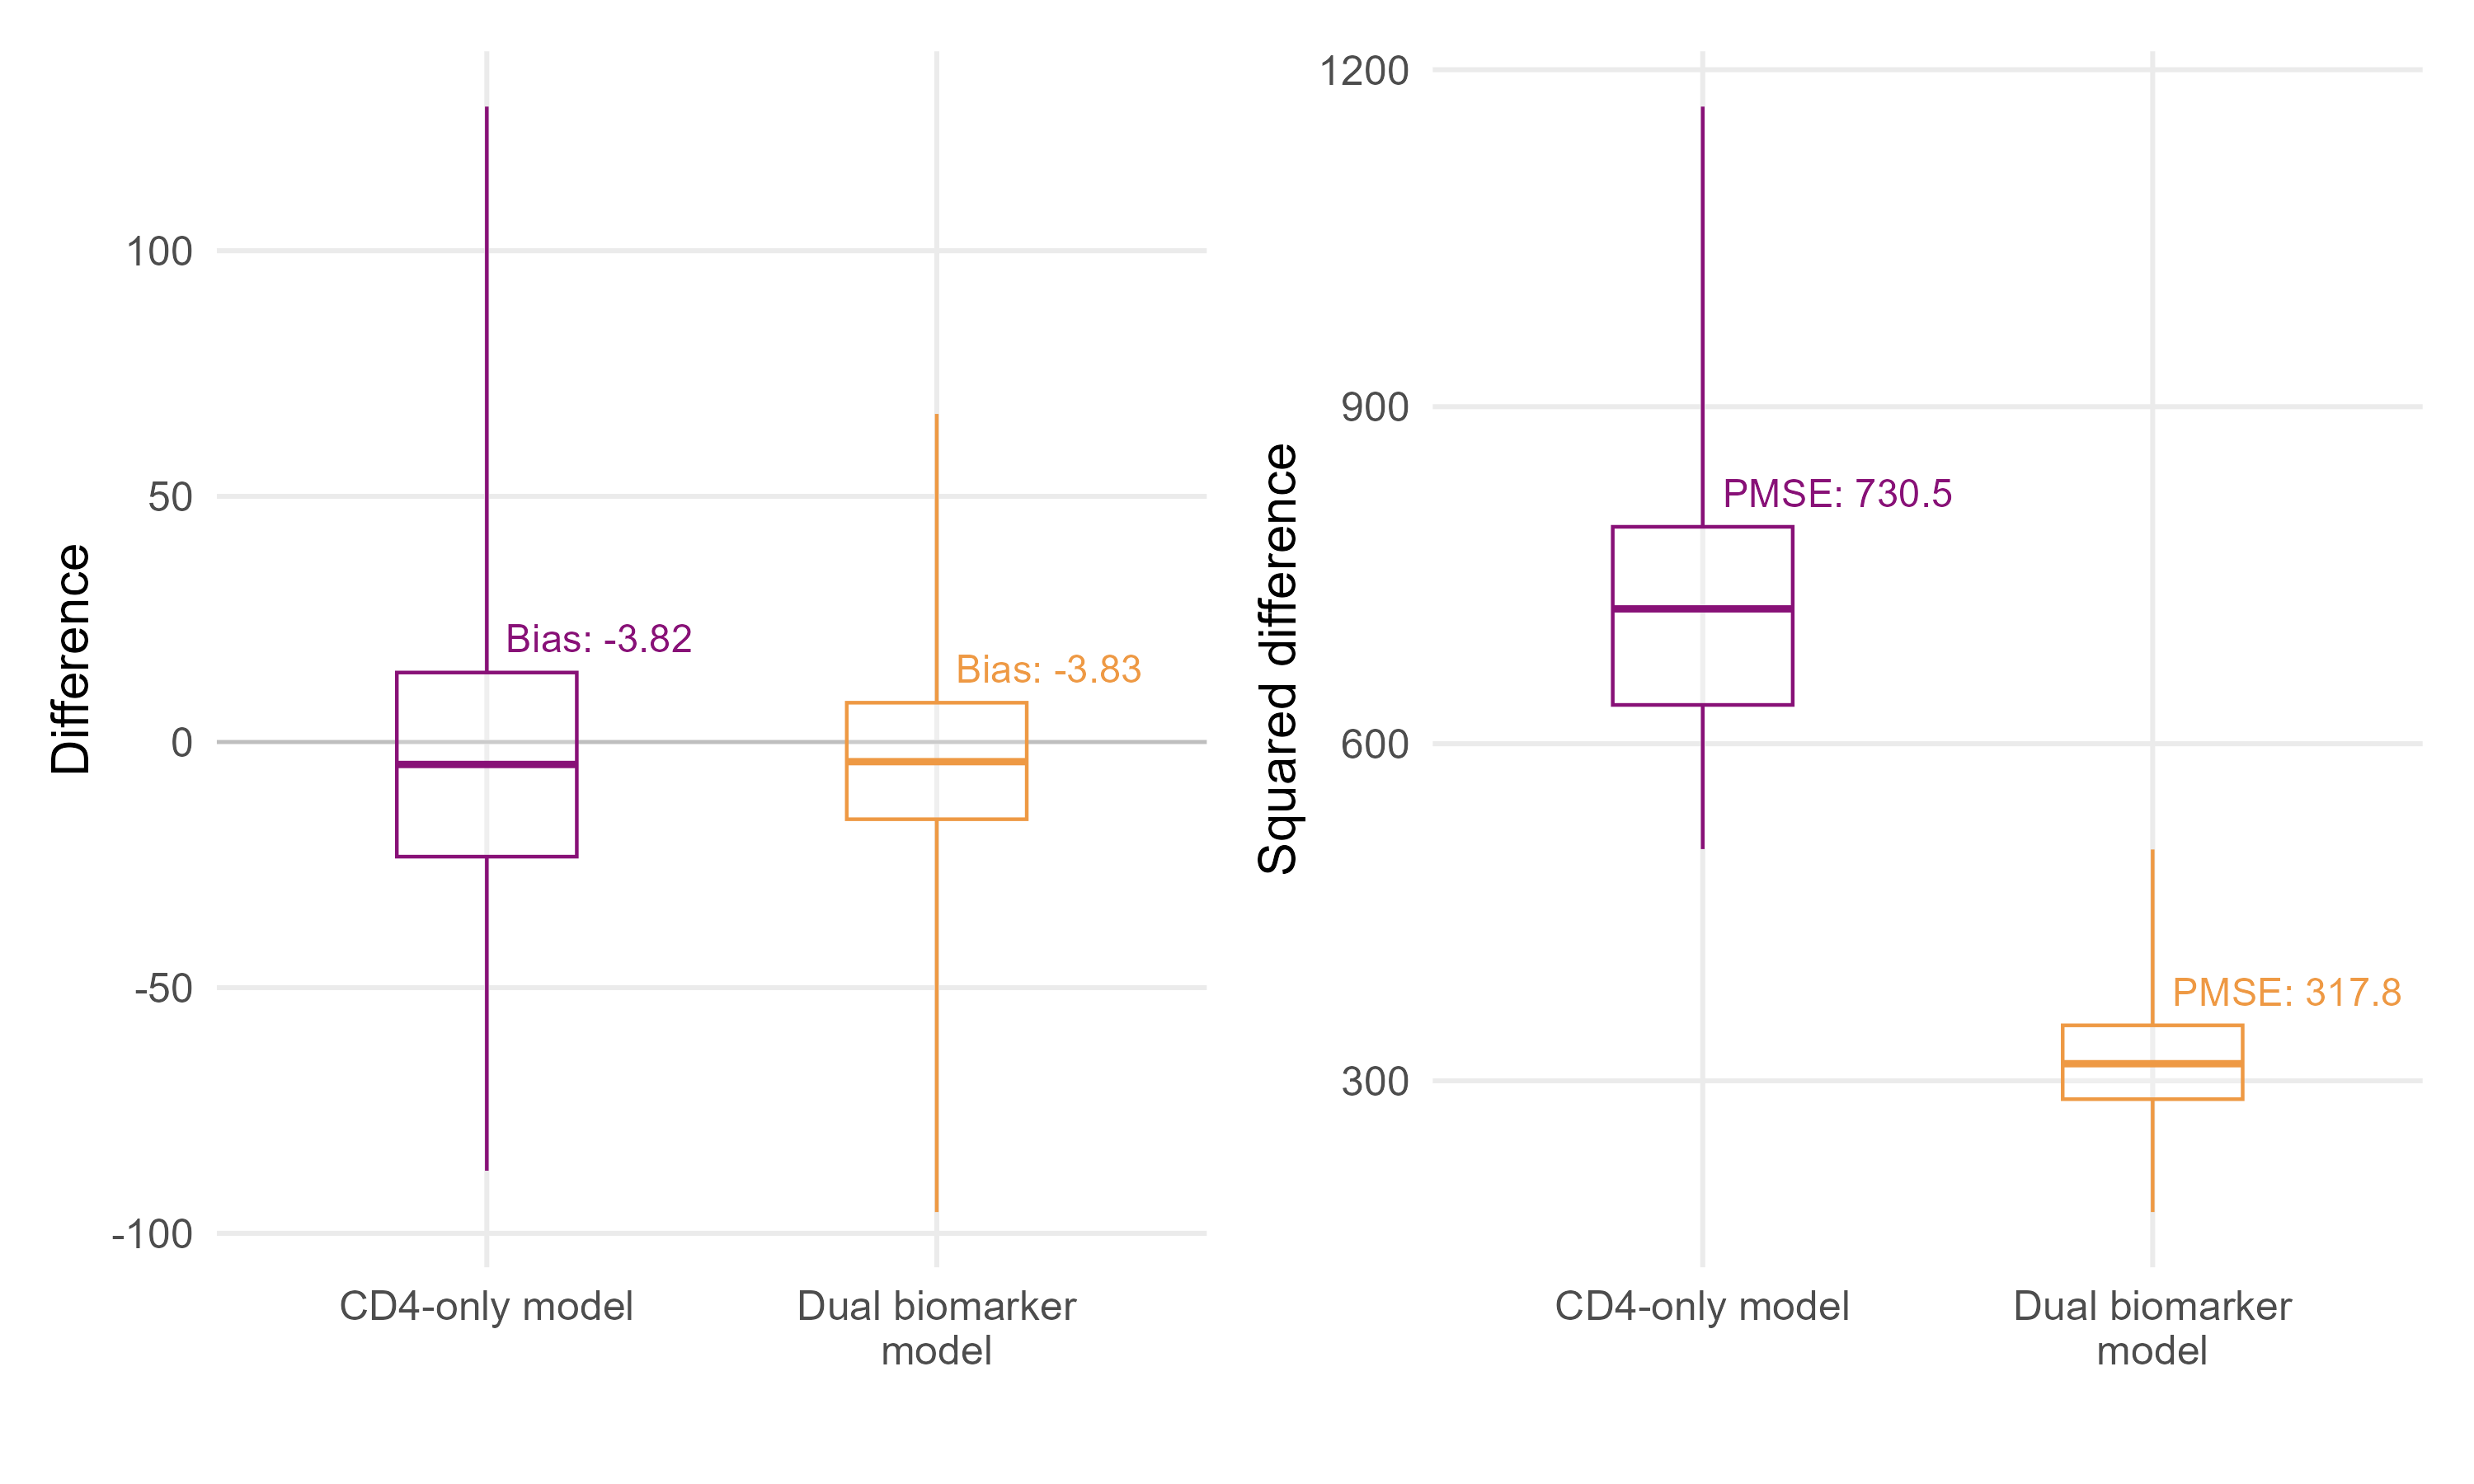 Difference
100
50
0
-50
-100
Bias: -3.82
Bias: -3.83
CD4-only model
Dual biomarker
model
Squared difference
1200
900
600
300
PMSE: 730.5
PMSE: 317.8
CD4-only model
Dual biomarker
model